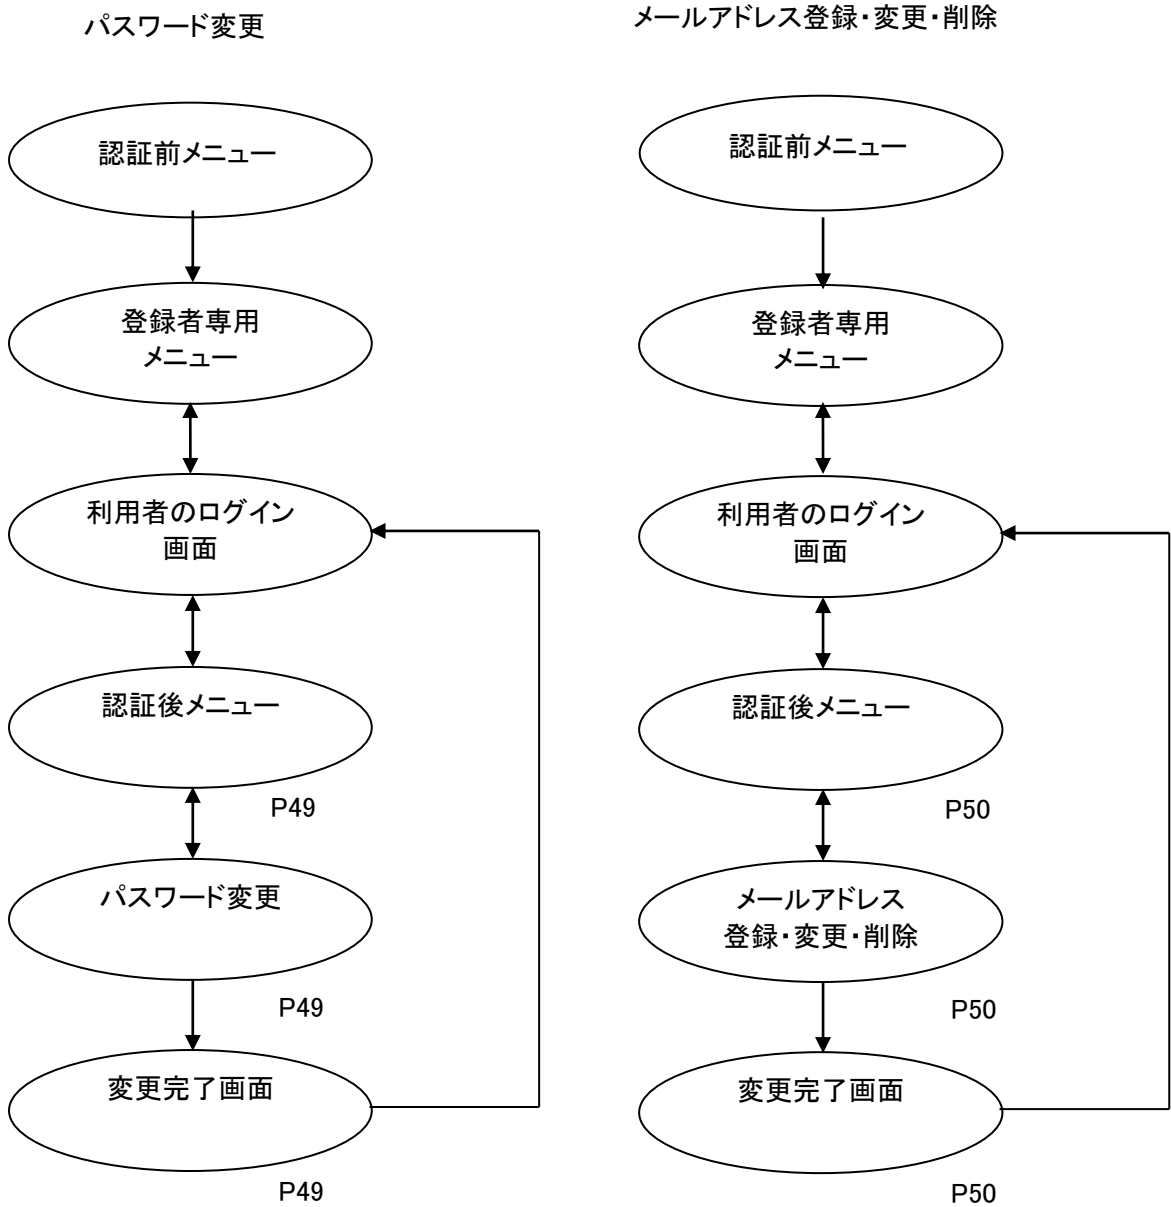 パスワード変更
認証前メニュー
登録者専用
メニュー
利用者のログイン
画面
認証後メニュー
P49
パスワード変更
P49
変更完了画面
P49
メールアドレス登録・変更・削除
認証前メニュー
登録者専用
メニュー
利用者のログイン
画面
認証後メニュー
P50
メールアドレス
登録・変更・削除
P50
変更完了画面
P50